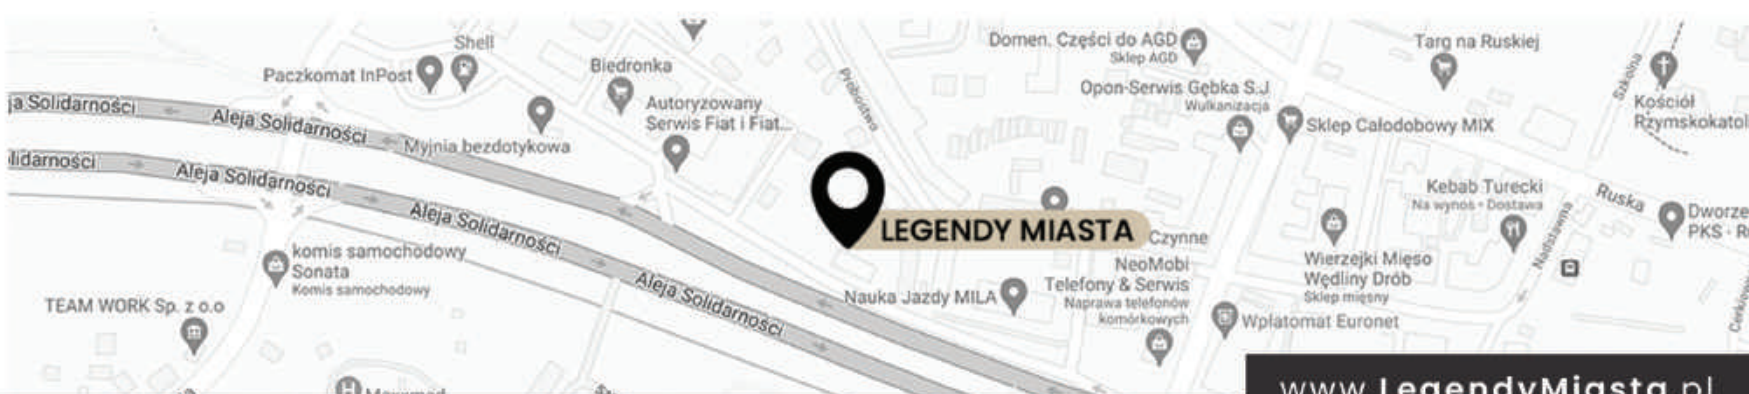 Shell
Paczkomat InPost
Biedronka
Domen. Części do AGD
Sklep AGD
Targ na Ruskiej
Probostwo
Szkolna
Opon-Serwis Gębka S.J
Wulkanizacja
Autoryzowany
Serwis Fiat i Fiat...
Kościół
Rzymskokatol
ja Solidarności
Aleja Solidarności
Sklep Całodobowy MIX
Myjnia bezdotykowa
lidarności
Aleja Solidarności
Kebab Turecki
Na wynos • Dostawa
Ruska
Aleja Solidarności
LEGENDY MIASTA
Czynne
Nadstawna
Dworze
PKS - R
komis samochodowy
Sonata
Komis samochodowy
NeoMobi
Telefony & Serwis
Naprawa telefonów
komórkowych
Wierzejki Mięso
Wędliny Drób
Sklep mięsny
Aleja Solidarności
Nauka Jazdy MILA
TEAM WORK Sp. z o.o
Wpłatomat Euronet
www.LegendyMiasta.pl